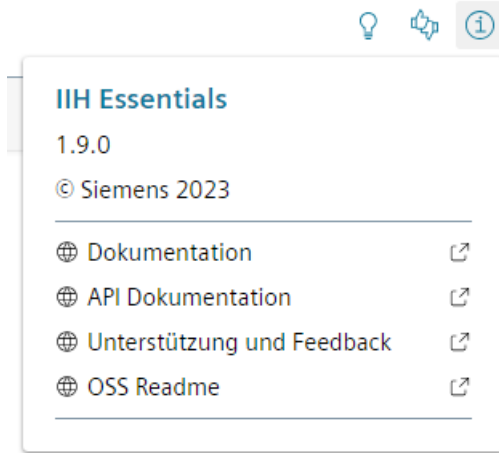 IIH Essentials
1.9.0
© Siemens 2023
Dokumentation
API Dokumentation
Unterstützung und Feedback
OSS Readme